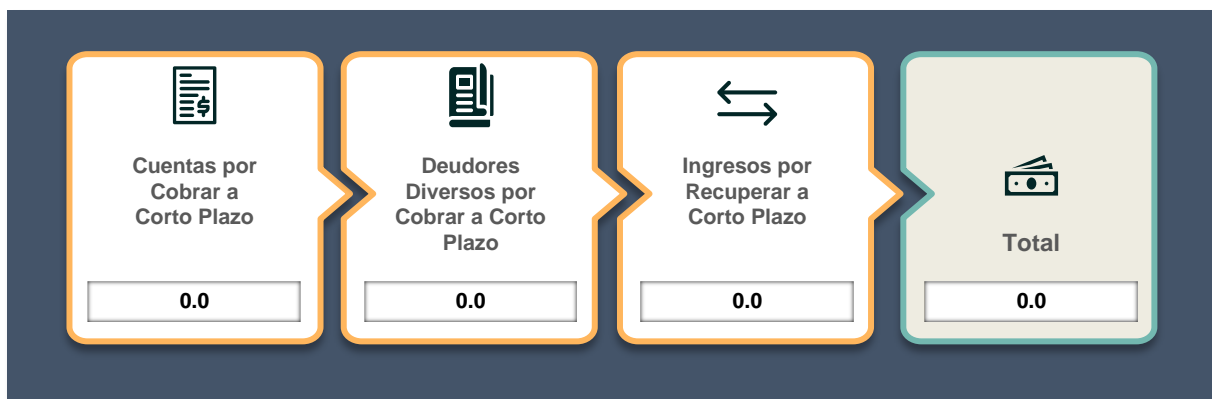 Cuentas por
Cobrar a
Corto Plazo
0.0
Deudores
Diversos por
Cobrar a Corto
Plazo
0.0
Ingresos por
Recuperar a
Corto Plazo
0.0
Total
0.0